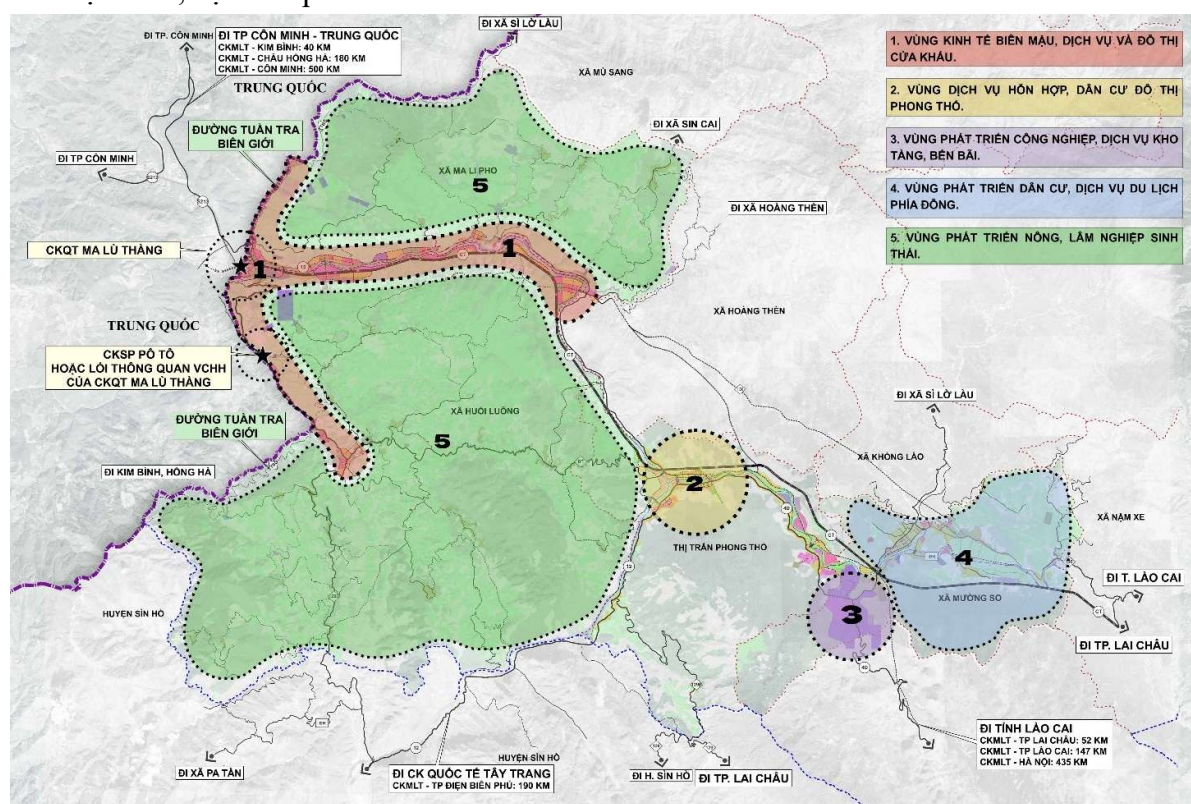 ĐI XÃ SÌ LỜ LẦU
ĐI TP. CÔN MINH
ĐI TP CÔN MINH - TRUNG QUỐC
CKMLT - KIM BÌNH: 40 KM
CKMLT - CHÂU HỒNG HÀ: 180 KM
CKMLT - CÔN MINH: 500 KM
TRUNG QUỐC
XÃ MÙ SANG
1. VÙNG KINH TẾ BIÊN MẬU, DỊCH VỤ VÀ ĐÔ THỊ
CỬA KHẨU.
2. VÙNG DỊCH VỤ HỖN HỢP, DÂN CƯ ĐÔ THỊ
PHONG THỔ.
3. VÙNG PHÁT TRIỂN CÔNG NGHIỆP, DỊCH VỤ KHO
TÀNG, BẾN BÃI.
4. VÙNG PHÁT TRIỂN DÂN CƯ, DỊCH VỤ DU LỊCH
PHÍA ĐÔNG.
5. VÙNG PHÁT TRIỂN NÔNG, LÂM NGHIỆP SINH
THÁI.
ĐƯỜNG TUẦN TRA
BIÊN GIỚI
ĐI XÃ SIN CAI
ĐI TP CÔN MINH
XÃ MA LI PHO
5
ĐI XÃ HOÀNG THÈN
CKQT MA LÙ THÀNG
1
12
CT
1
TRUNG QUỐC
XÃ HOÀNG THÈN
CKSP PÔ TÔ
HOẶC LỐI THÔNG QUAN VCHH
CỦA CKQT MA LÙ THÀNG
CT
ĐI XÃ SÌ LỜ LẦU
ĐƯỜNG TUẦN TRA
BIÊN GIỚI
XÃ HUỔI LUÔNG
5
ĐI KIM BÌNH, HỒNG HÀ
XÃ KHỔNG LÀO
2
XÃ NẬM XE
THỊ TRẤN PHONG THỔ
CT
4
12
ĐI T. LÀO CAI
HUYỆN SÌN HỒ
3
XÃ MƯỜNG SO
CT
ĐI TP. LAI CHÂU
ĐI TỈNH LÀO CAI
CKMLT - TP LAI CHÂU: 52 KM
CKMLT - TP LÀO CAI: 147 KM
CKMLT - HÀ NỘI: 435 KM
12
HUYỆN SÌN HỒ
ĐI XÃ PA TẦN
ĐI CK QUỐC TẾ TÂY TRANG
CKMLT - TP ĐIỆN BIÊN PHỦ: 190 KM
ĐI H. SÌN HỒ
ĐI TP. LAI CHÂU